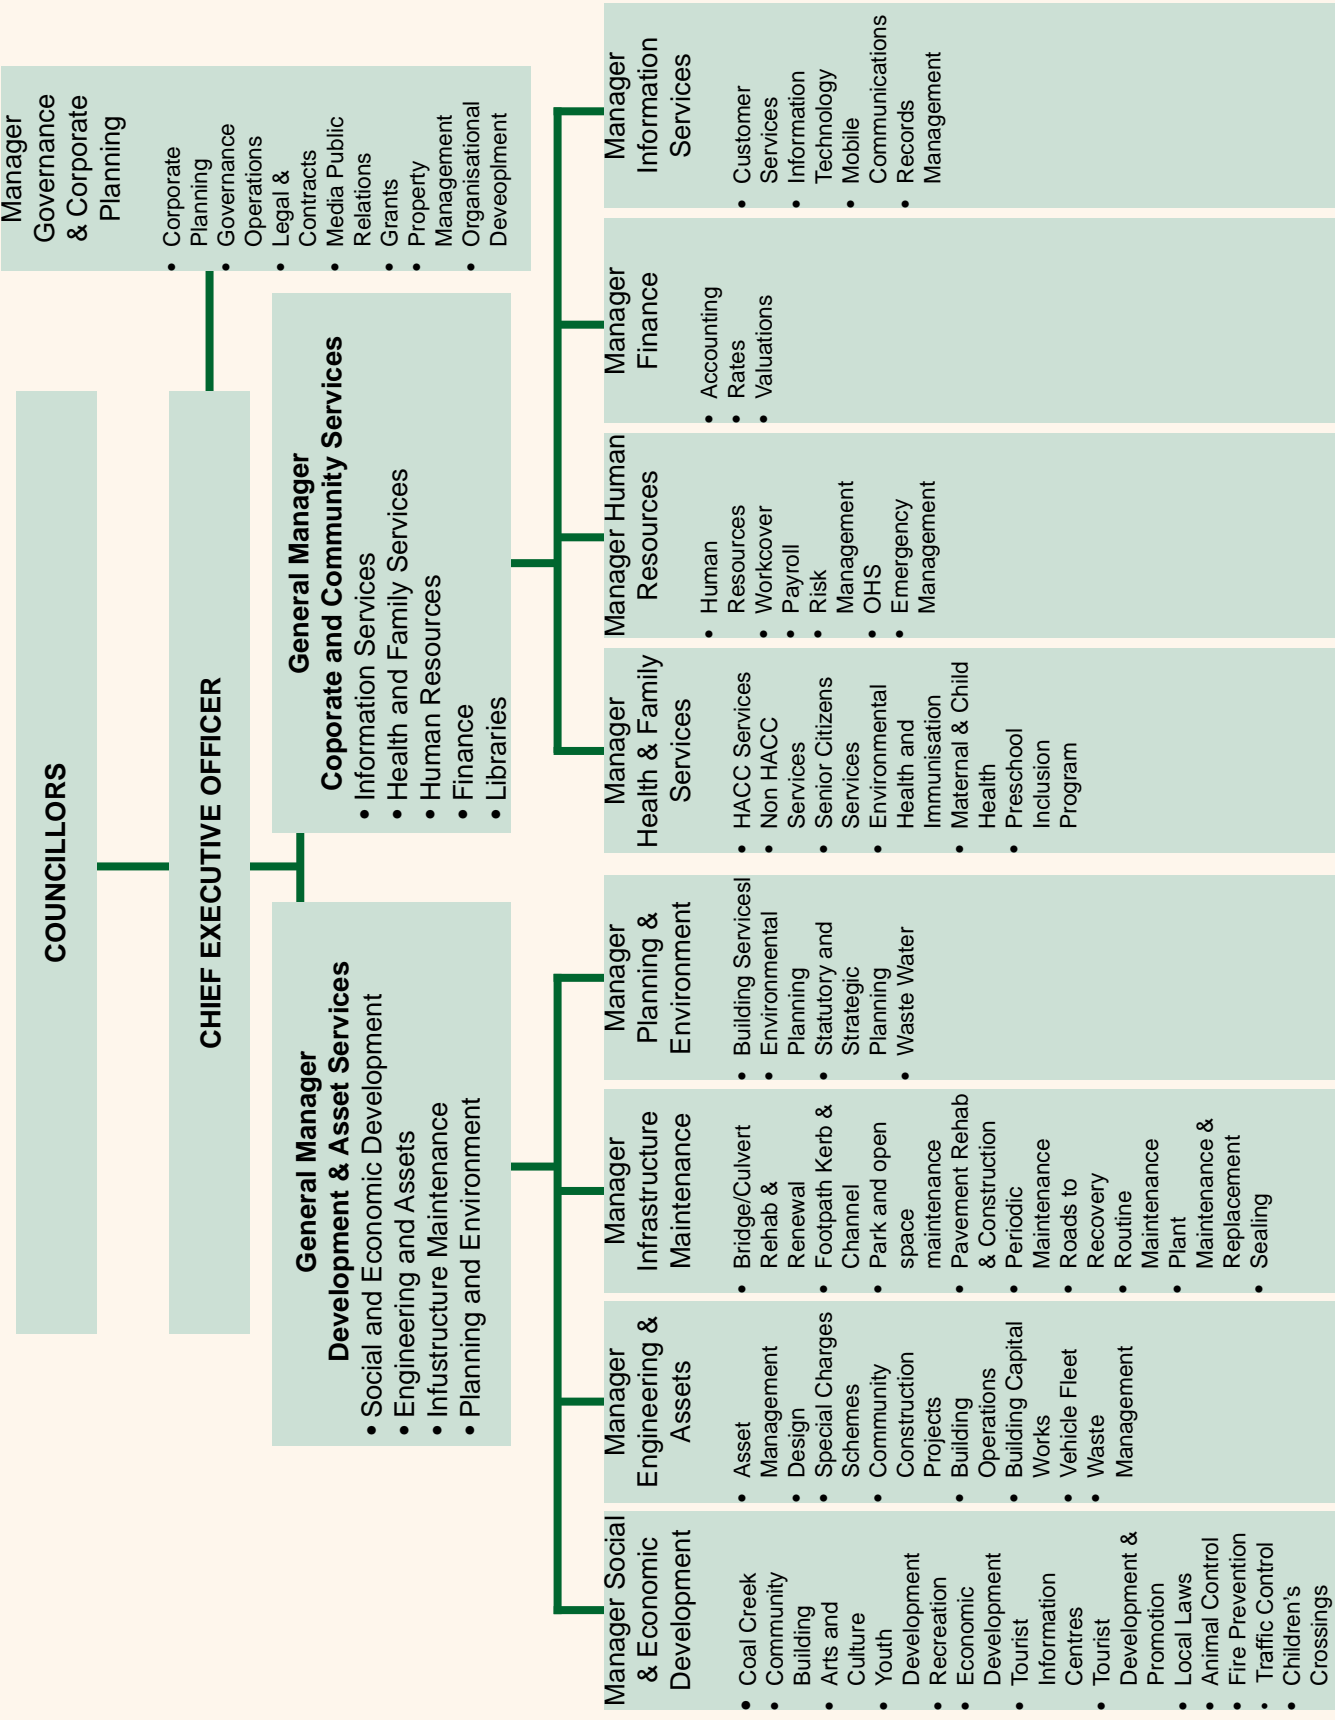 COUNCILLORS
CHIEF EXECUTIVE OFFICER
Manager
Governance
& Corporate
Planning
• Corporate
Planning
• Governance
Operations
• Legal &
Contracts
• Media Public
Relations
• Grants
• Property
Management
• Organisational
Deveoplment
General Manager
Development & Asset Services
• Social and Economic Development
• Engineering and Assets
• Infustructure Maintenance
• Planning and Environment
General Manager
Coporate and Community Services
• Information Services
• Health and Family Services
• Human Resources
• Finance
• Libraries
Manager Social
& Economic
Development
• Coal Creek
• Community
Building
• Arts and
Culture
• Youth
Development
• Recreation
• Economic
Development
• Tourist
Information
Centres
• Tourist
Development &
Promotion
• Local Laws
• Animal Control
• Fire Prevention
• Traffic Control
• Children's
Crossings
Manager
Engineering &
Assets
• Asset
Management
• Design
• Special Charges
Schemes
• Community
Construction
Projects
• Building
Operations
• Building Capital
Works
• Vehicle Fleet
• Waste
Management
Manager
Infrastructure
Maintenance
• Bridge/Culvert
Rehab &
Renewal
• Footpath Kerb &
Channel
• Park and open
space
maintenance
• Pavement Rehab
& Construction
• Periodic
Maintenance
• Roads to
Recovery
• Routine
Maintenance
• Plant
Maintenance &
Replacement
• Sealing
Manager
Planning &
Environment
• Building Servicesl
• Environmental
Planning
• Statutory and
Strategic
Planning
• Waste Water
Manager
Health & Family
Services
• HACC Services
• Non HACC
Services
• Senior Citizens
Services
• Environmental
Health and
Immunisation
• Maternal & Child
Health
• Preschool
Inclusion
Program
Manager Human
Resources
• Human
Resources
• Workcover
• Payroll
• Risk
Management
• OHS
• Emergency
Management
Manager
Finance
• Accounting
• Rates
• Valuations
Manager
Information
Services
• Customer
Services
• Information
Technology
• Mobile
Communications
• Records
Management